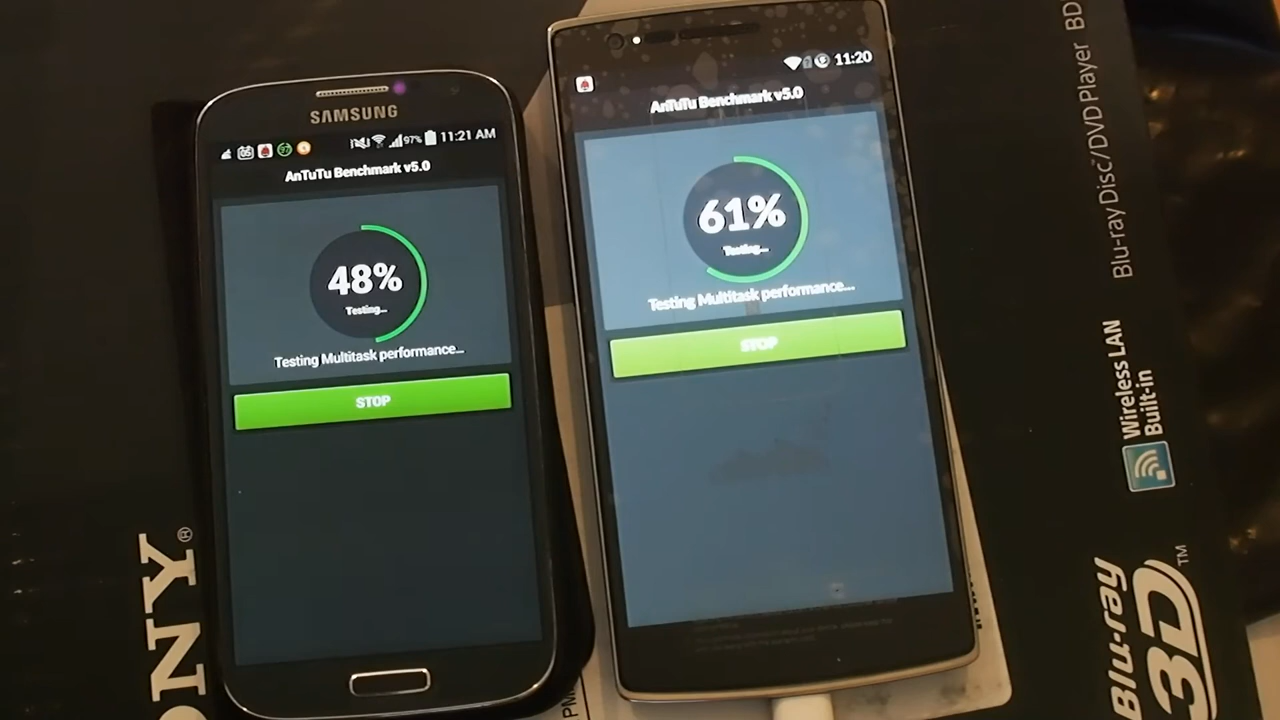 SAMSUNG
97% 11:21 AM
AnTuTu Benchmark v5.0
48%
Testing...
Testing Multitask performance...
STOP
11:20
AnTuTu Benchmark v5.0
61%
Testing...
Testing Multitask performance....
STOP
ONY®
Blu-ray Disc/DVD Player BD
Wireless LAN
Built-in
Blu-ray
3D™